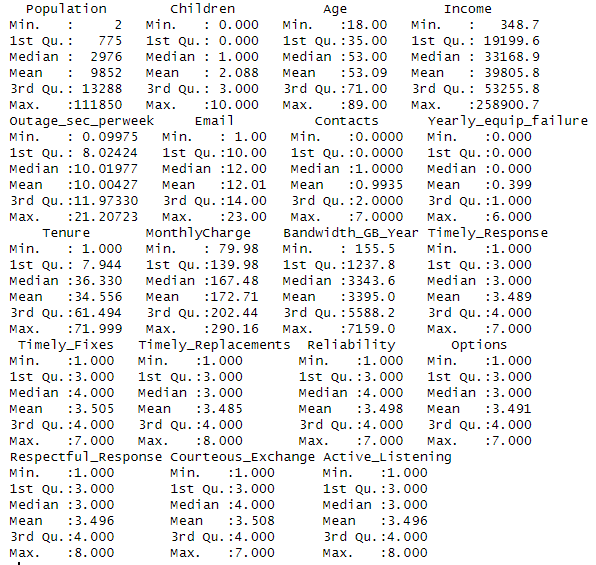 Population        Children           Age            Income        
 Min.   :     2   Min.   : 0.000   Min.   :18.00   Min.   :   348.7  
 1st Qu.:   775   1st Qu.: 0.000   1st Qu.:35.00   1st Qu.: 19199.6  
 Median :  2976   Median : 1.000   Median :53.00   Median : 33168.9  
 Mean   :  9852   Mean   : 2.088   Mean   :53.09   Mean   : 39805.8  
 3rd Qu.: 13288   3rd Qu.: 3.000   3rd Qu.:71.00   3rd Qu.: 53255.8  
 Max.   :111850   Max.   :10.000   Max.   :89.00   Max.   :258900.7  
 Outage_sec_perweek     Email          Contacts      Yearly_equip_failure
 Min.   : 0.09975   Min.   : 1.00   Min.   :0.0000   Min.   :0.000  
 1st Qu.: 8.02424   1st Qu.:10.00   1st Qu.:0.0000   1st Qu.:0.000  
 Median :10.01977   Median :12.00   Median :1.0000   Median :0.000  
 Mean   :10.00427   Mean   :12.01   Mean   :0.9935   Mean   :0.399  
 3rd Qu.:11.97330   3rd Qu.:14.00   3rd Qu.:2.0000   3rd Qu.:1.000  
 Max.   :21.20723   Max.   :23.00   Max.   :7.0000   Max.   :6.000  
     Tenure       MonthlyCharge    Bandwidth_GB_Year Timely_Response
 Min.   : 1.000   Min.   : 79.98   Min.   : 155.5   Min.   :1.000  
 1st Qu.: 7.944   1st Qu.:139.98   1st Qu.:1237.8   1st Qu.:3.000  
 Median :36.330   Median :167.48   Median :3343.6   Median :3.000  
 Mean   :34.556   Mean   :172.71   Mean   :3395.0   Mean   :3.489  
 3rd Qu.:61.494   3rd Qu.:202.44   3rd Qu.:5588.2   3rd Qu.:4.000  
 Max.   :71.999   Max.   :290.16   Max.   :7159.0   Max.   :7.000  
  Timely_Fixes   Timely_Replacements  Reliability       Options     
 Min.   :1.000   Min.   :1.000       Min.   :1.000   Min.   :1.000  
 1st Qu.:3.000   1st Qu.:3.000       1st Qu.:3.000   1st Qu.:3.000  
 Median :4.000   Median :3.000       Median :4.000   Median :3.000  
 Mean   :3.505   Mean   :3.485       Mean   :3.498   Mean   :3.491  
 3rd Qu.:4.000   3rd Qu.:4.000       3rd Qu.:4.000   3rd Qu.:4.000  
 Max.   :7.000   Max.   :8.000       Max.   :7.000   Max.   :7.000  
 Respectful_Response Courteous_Exchange Active_Listening
 Min.   :1.000       Min.   :1.000      Min.   :1.000   
 1st Qu.:3.000       1st Qu.:3.000      1st Qu.:3.000   
 Median :3.000       Median :4.000      Median :3.000   
 Mean   :3.496       Mean   :3.508      Mean   :3.496   
 3rd Qu.:4.000       3rd Qu.:4.000      3rd Qu.:4.000   
 Max.   :8.000       Max.   :7.000      Max.   :8.000